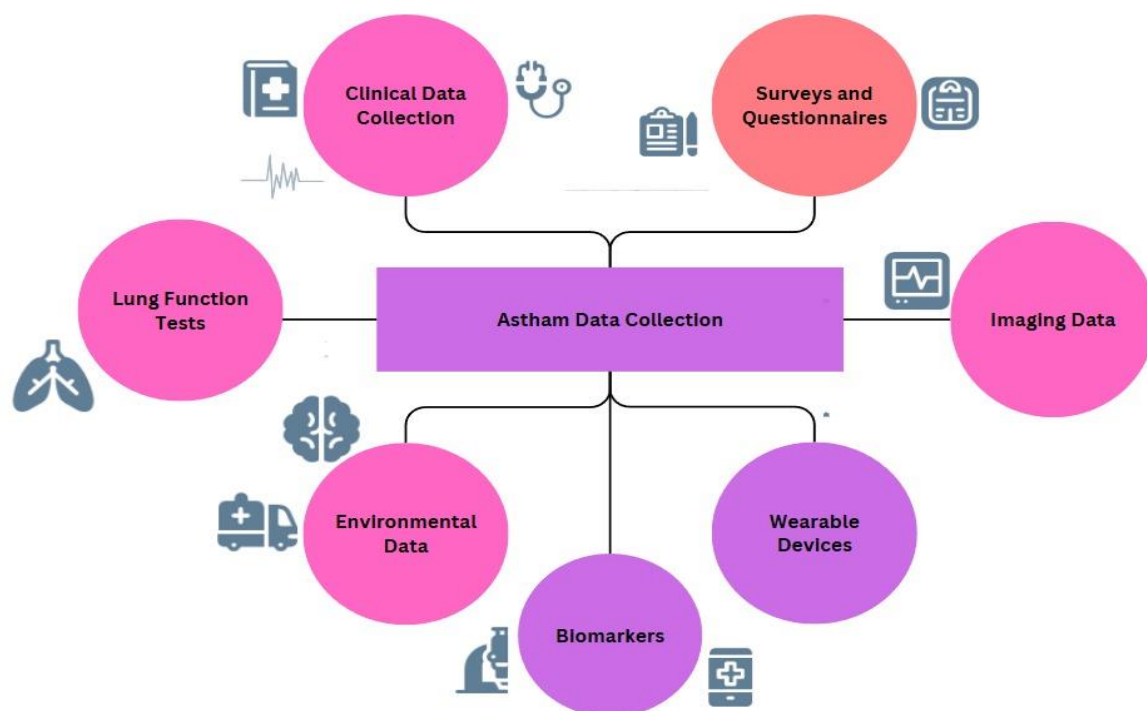 Clinical Data
Collection
Surveys and
Questionnaires
Lung Function
Tests
Astham Data Collection
Imaging Data
Environmental
Data
Wearable
Devices
Biomarkers